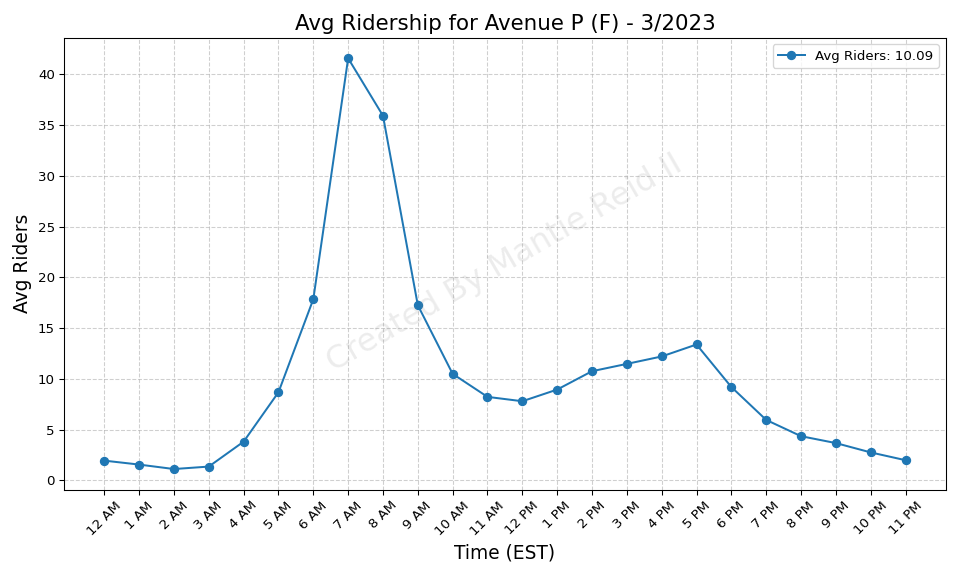 Avg Ridership for Avenue P (F) - 3/2023
Avg Riders: 10.09
Avg Riders
40
35
30
25
20
15
10
5
0
Created By Mantie Reid II
12 AM
1 AM
2 AM
3 AM
4 AM
5 AM
6 AM
7 AM
8 AM
9 AM
10 AM
11 AM
12 PM
1 PM
2 PM
3 PM
4 PM
5 PM
6 PM
7 PM
8 PM
9 PM
10 PM
11 PM
Time (EST)